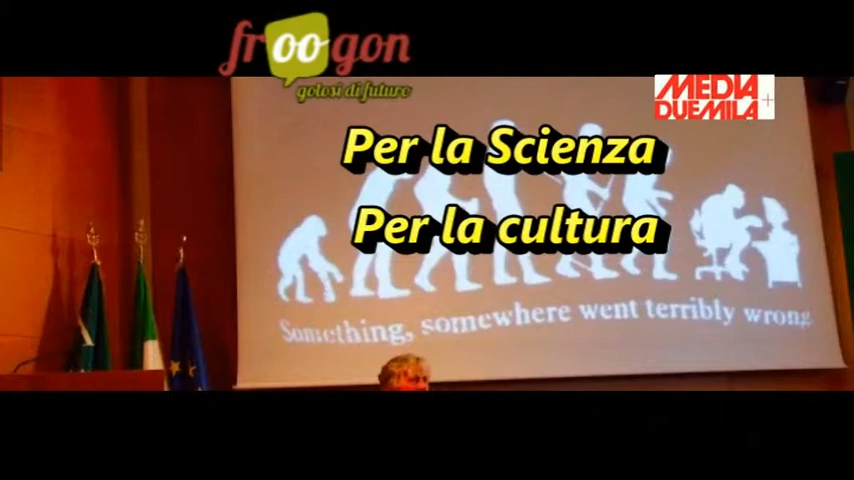 froogon
golosi di futuro
MEDIA
DUEMILA
Per la Scienza
Per la cultura
Something, somewhere went terribly wrong